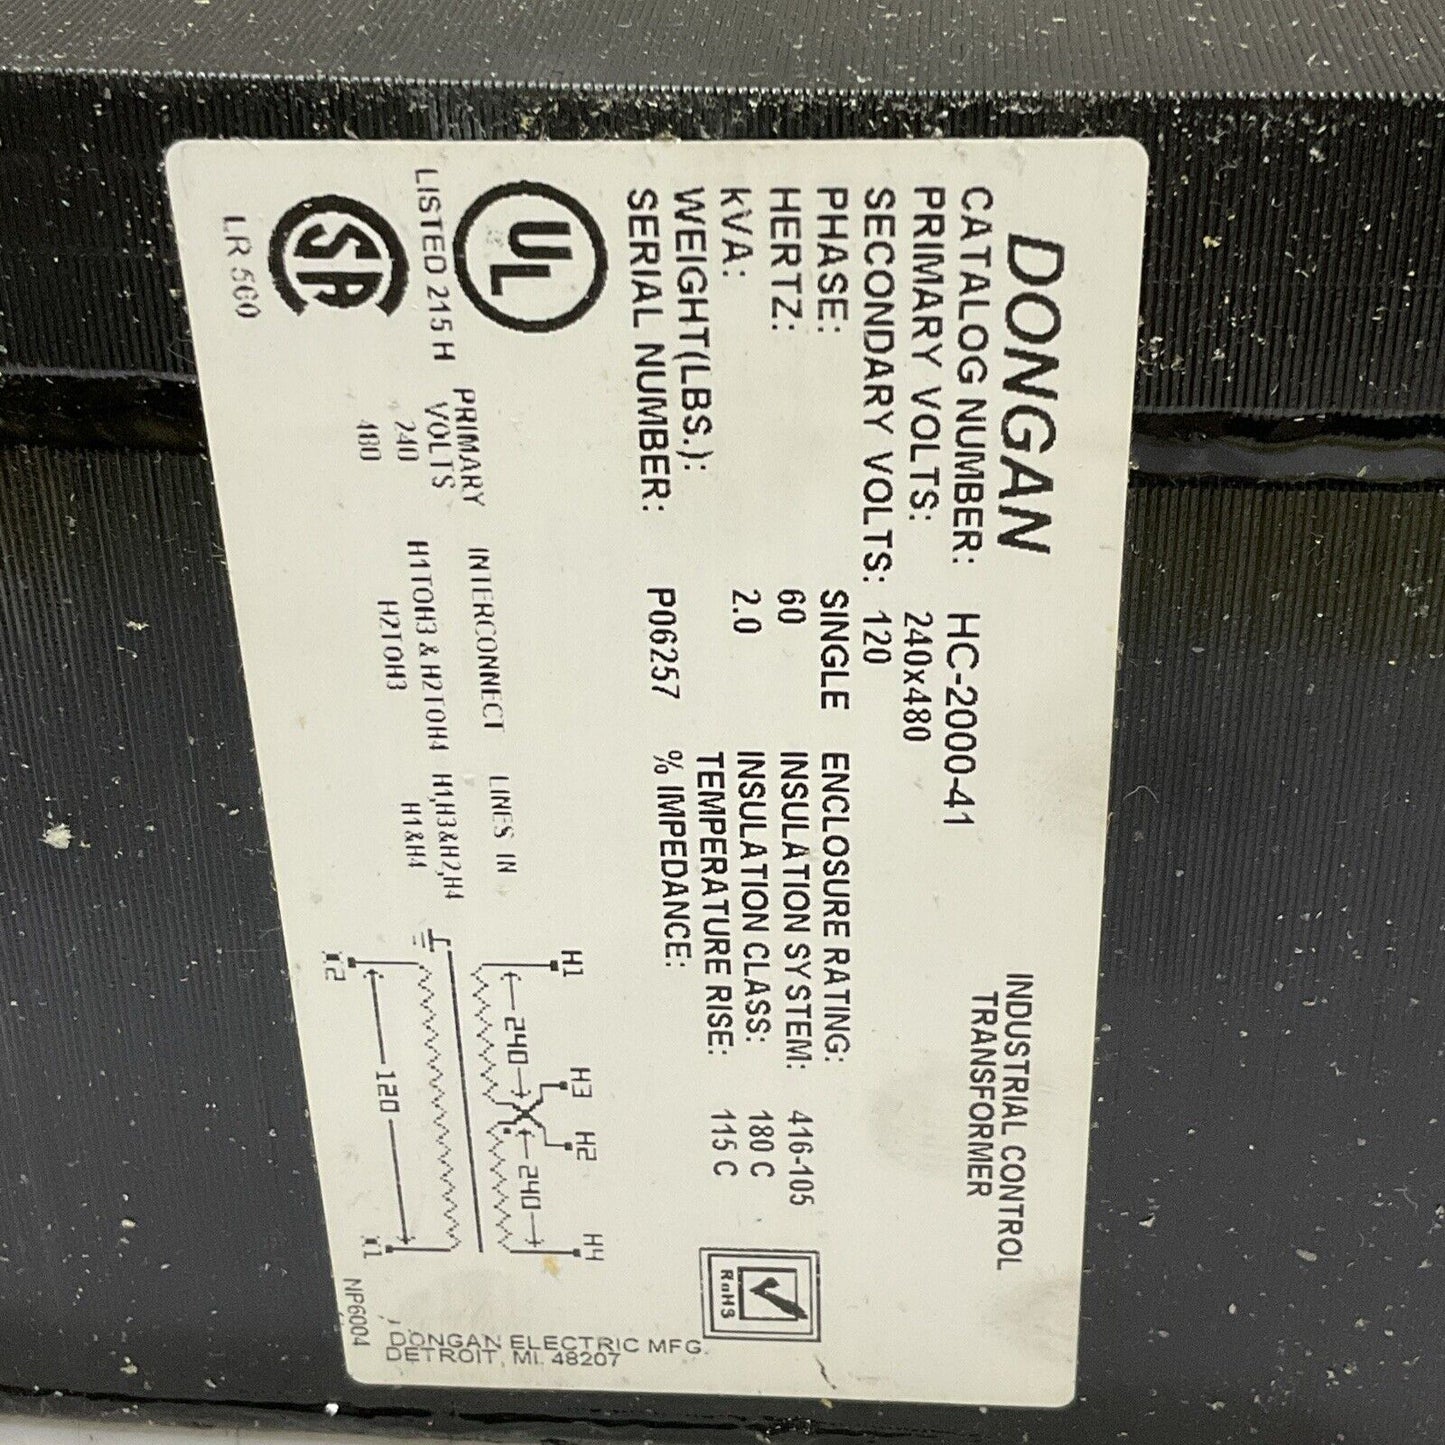 DONGAN
INDUSTRIAL CONTROL
TRANSFORMER
CATALOG NUMBER: HC-2000-41
PRIMARY VOLTS: 240x480
SECONDARY VOLTS: 120
PHASE: SINGLE ENCLOSURE RATING:
HERTZ: 60 INSULATION SYSTEM: 416-105
kVA: 2.0 INSULATION CLASS: 180 C
WEIGHT(LBS.): TEMPERATURE RISE: 115 C
SERIAL NUMBER: P06257 % IMPEDANCE:
RoHS
UL
LISTED 215 H
SA
LR 500
PRIMARY INTERCONNECT LINES IN
VOLTS
240 H1TOH3 & H2TOH4 H1,H3&H2,H4
480 H2TOH3 H1&H4
H1 H3 H2 H4
240 240
120
X2 X1
NP6004
DONGAN ELECTRIC MFG.
DETROIT, MI. 48207